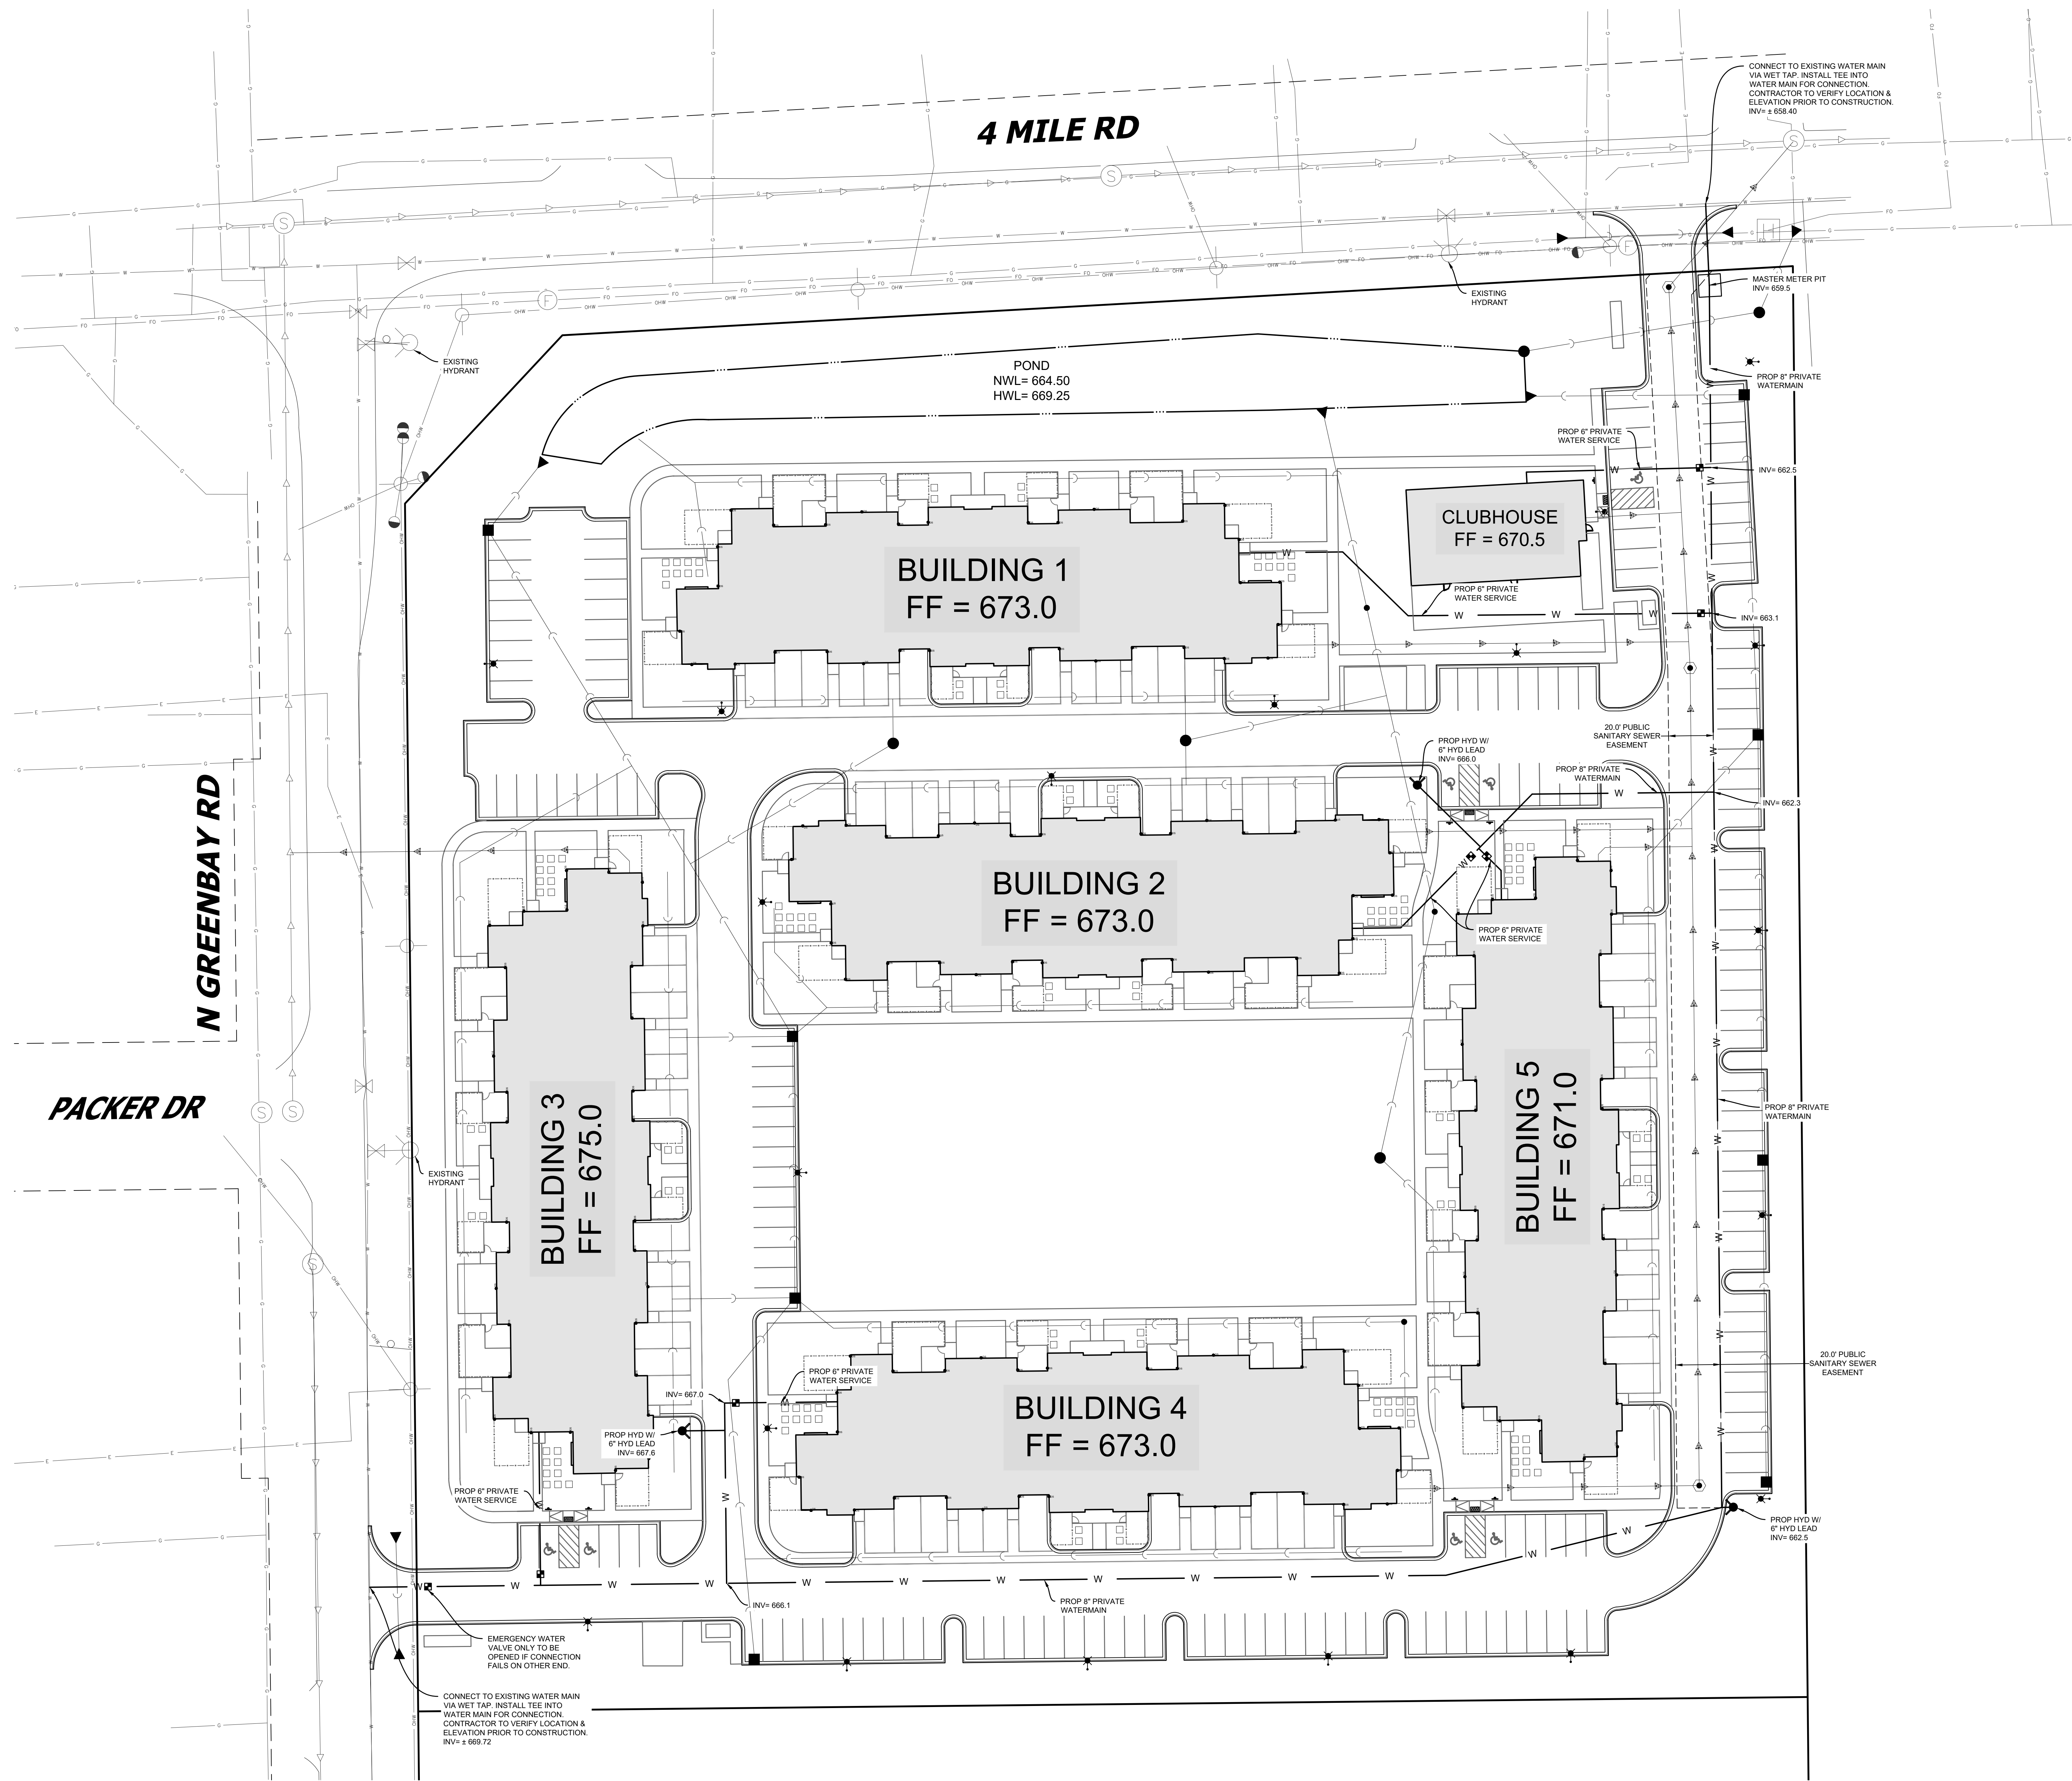 CONNECT TO EXISTING WATER MAIN
VIA WET TAP. INSTALL TEE INTO
WATER MAIN FOR CONNECTION.
CONTRACTOR TO VERIFY LOCATION &
ELEVATION PRIOR TO CONSTRUCTION.
INV= ± 658.40
4 MILE RD
MASTER METER PIT
INV= 659.5
EXISTING
HYDRANT
EXISTING
HYDRANT
POND
NWL= 664.50
HWL= 669.25
PROP 8" PRIVATE
WATERMAIN
PROP 6" PRIVATE
WATER SERVICE
INV= 662.5
CLUBHOUSE
FF = 670.5
BUILDING 1
FF = 673.0
PROP 6" PRIVATE
WATER SERVICE
INV= 663.1
20.0' PUBLIC
SANITARY SEWER
EASEMENT
PROP HYD W/
6" HYD LEAD
INV= 666.0
PROP 8" PRIVATE
WATERMAIN
INV= 662.3
N GREENBAY RD
BUILDING 2
FF = 673.0
PROP 6" PRIVATE
WATER SERVICE
PACKER DR
BUILDING 3
FF = 675.0
BUILDING 5
FF = 671.0
PROP 8" PRIVATE
WATERMAIN
EXISTING
HYDRANT
20.0' PUBLIC
SANITARY SEWER
EASEMENT
PROP 6" PRIVATE
WATER SERVICE
INV= 667.0
BUILDING 4
FF = 673.0
PROP HYD W/
6" HYD LEAD
INV= 667.6
PROP 6" PRIVATE
WATER SERVICE
PROP HYD W/
6" HYD LEAD
INV= 662.5
INV= 666.1
PROP 8" PRIVATE
WATERMAIN
EMERGENCY WATER
VALVE ONLY TO BE
OPENED IF CONNECTION
FAILS ON OTHER END.
CONNECT TO EXISTING WATER MAIN
VIA WET TAP. INSTALL TEE INTO
WATER MAIN FOR CONNECTION.
CONTRACTOR TO VERIFY LOCATION &
ELEVATION PRIOR TO CONSTRUCTION.
INV= ± 669.72